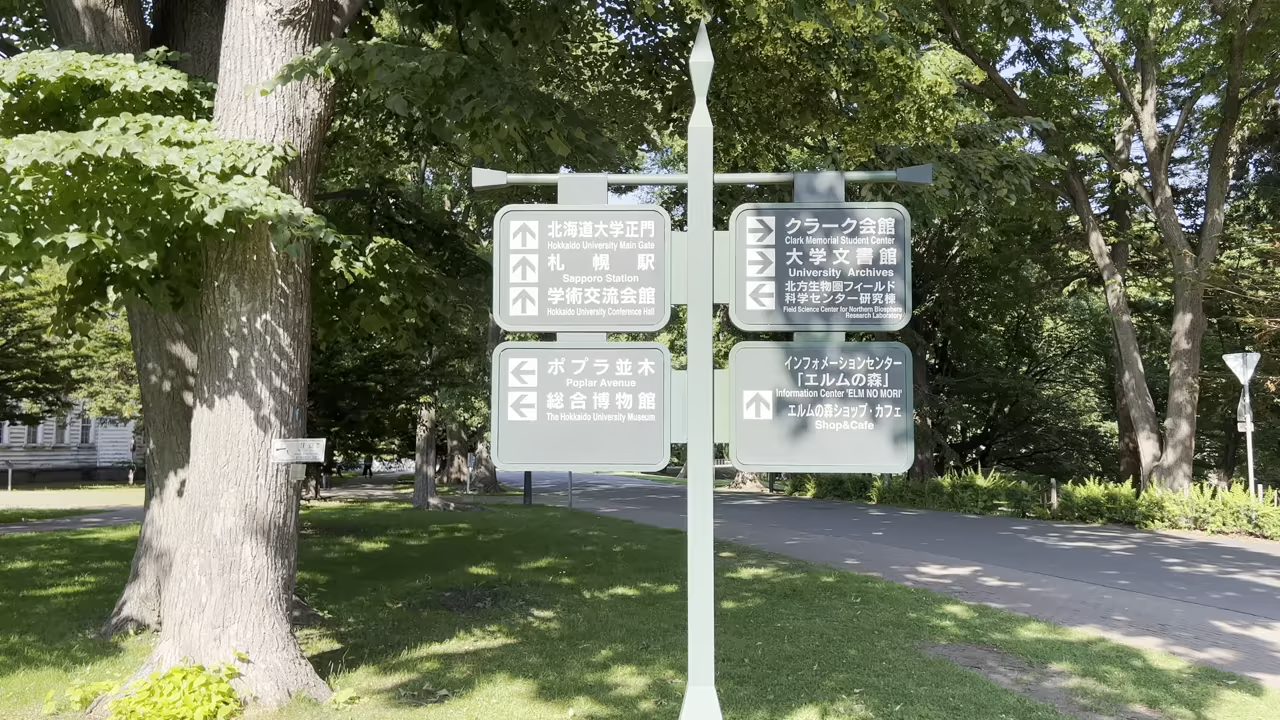 北海道大学正門
Hokkaido University Main Gate
札幌駅
Sapporo Station
学術交流会館
Hokkaido University Conference Hall
ポプラ並木
Poplar Avenue
総合博物館
The Hokkaido University Museum
クラーク会館
Clark Memorial Student Center
大学文書館
University Archives
北方生物圏フィールド
科学センター研究棟
Field Science Center for Northern Biosphere
Research Laboratory
インフォメーションセンター
「エルムの森」
Information Center 'ELM NO MORI'
エルムの森ショップ・カフェ
Shop&Cafe